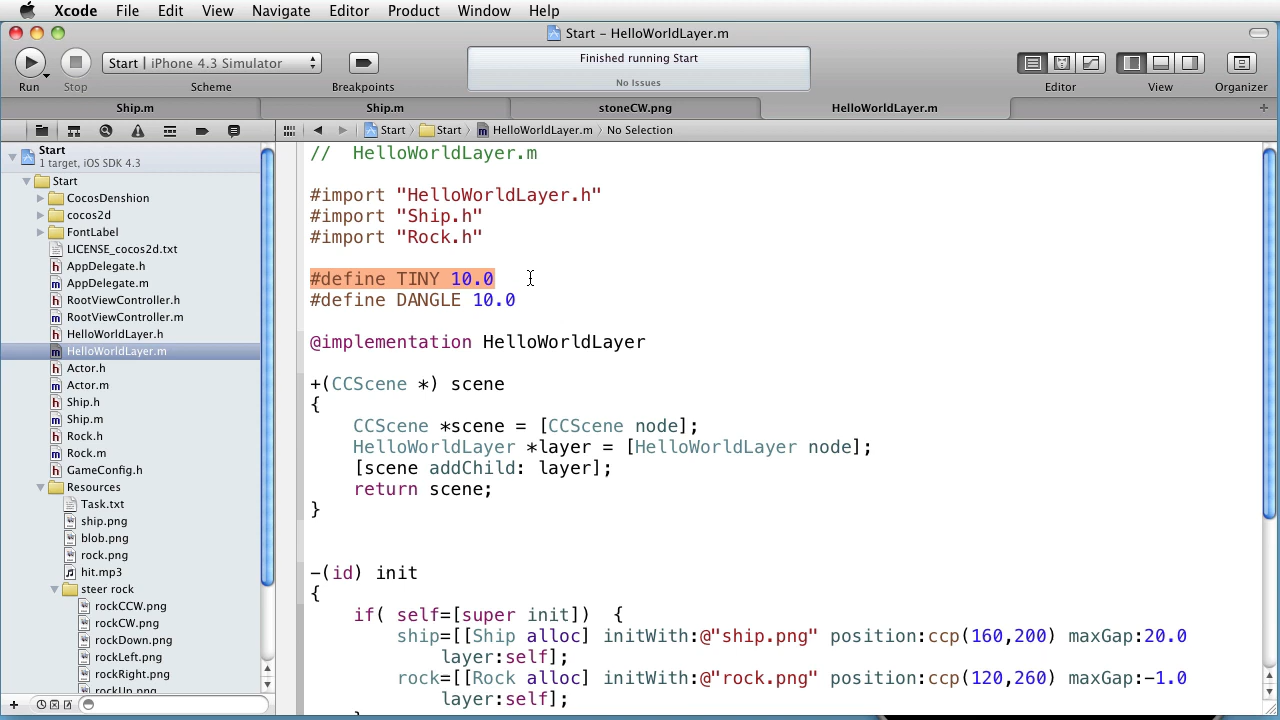 Xcode File Edit View Navigate Editor Product Window Help
Start – HelloWorldLayer.m
Start iPhone 4.3 Simulator
Finished running Start
No Issues
Run Stop Scheme Breakpoints Editor View Organizer
Ship.m Ship.m stoneCW.png HelloWorldLayer.m
Start Start HelloWorldLayer.m No Selection
Start
1 target, iOS SDK 4.3
Start
CocosDenshion
cocos2d
FontLabel
LICENSE_cocos2d.txt
AppDelegate.h
AppDelegate.m
RootViewController.h
RootViewController.m
HelloWorldLayer.h
HelloWorldLayer.m
Actor.h
Actor.m
Ship.h
Ship.m
Rock.h
Rock.m
GameConfig.h
Resources
Task.txt
ship.png
blob.png
rock.png
hit.mp3
steer rock
rockCCW.png
rockCW.png
rockDown.png
rockLeft.png
rockRight.png
rockUp.png
// HelloWorldLayer.m
#import "HelloWorldLayer.h"
#import "Ship.h"
#import "Rock.h"
#define TINY 10.0
#define DANGLE 10.0
@implementation HelloWorldLayer
+(CCScene *) scene
{
CCScene *scene = [CCScene node];
HelloWorldLayer *layer = [HelloWorldLayer node];
[scene addChild: layer];
return scene;
}
-(id) init
{
if( self=[super init]) {
ship=[[Ship alloc] initWith:@"ship.png" position:ccp(160,200) maxGap:20.0
layer:self];
rock=[[Rock alloc] initWith:@"rock.png" position:ccp(120,260) maxGap:-1.0
layer:self];